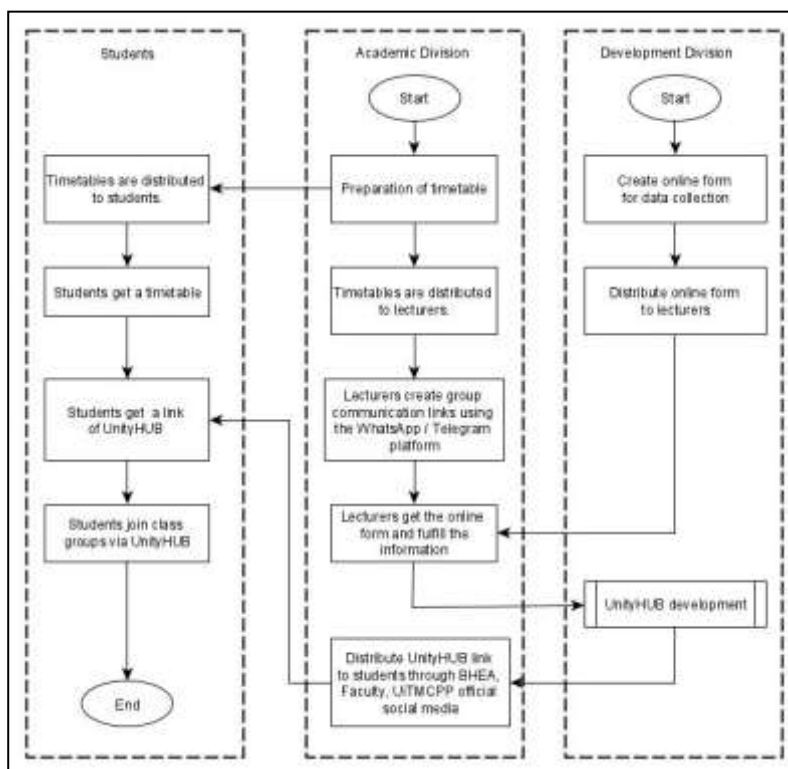 Students
Academic Division
Development Division
Start
Start
Timetables are distributed
to students.
Preparation of timetable
Create online form
for data collection
Students get a timetable
Timetables are distributed
to lecturers.
Distribute online form
to lecturers
Students get a link
of UnityHUB
Lecturers create group
communication links using
the WhatsApp / Telegram
platform
Students join class
groups via UnityHUB
Lecturers get the online
form and fulfill the
information
UnityHUB development
Distribute UnityHUB link
to students through BHEA,
Faculty, UiTMCPP official
social media
End